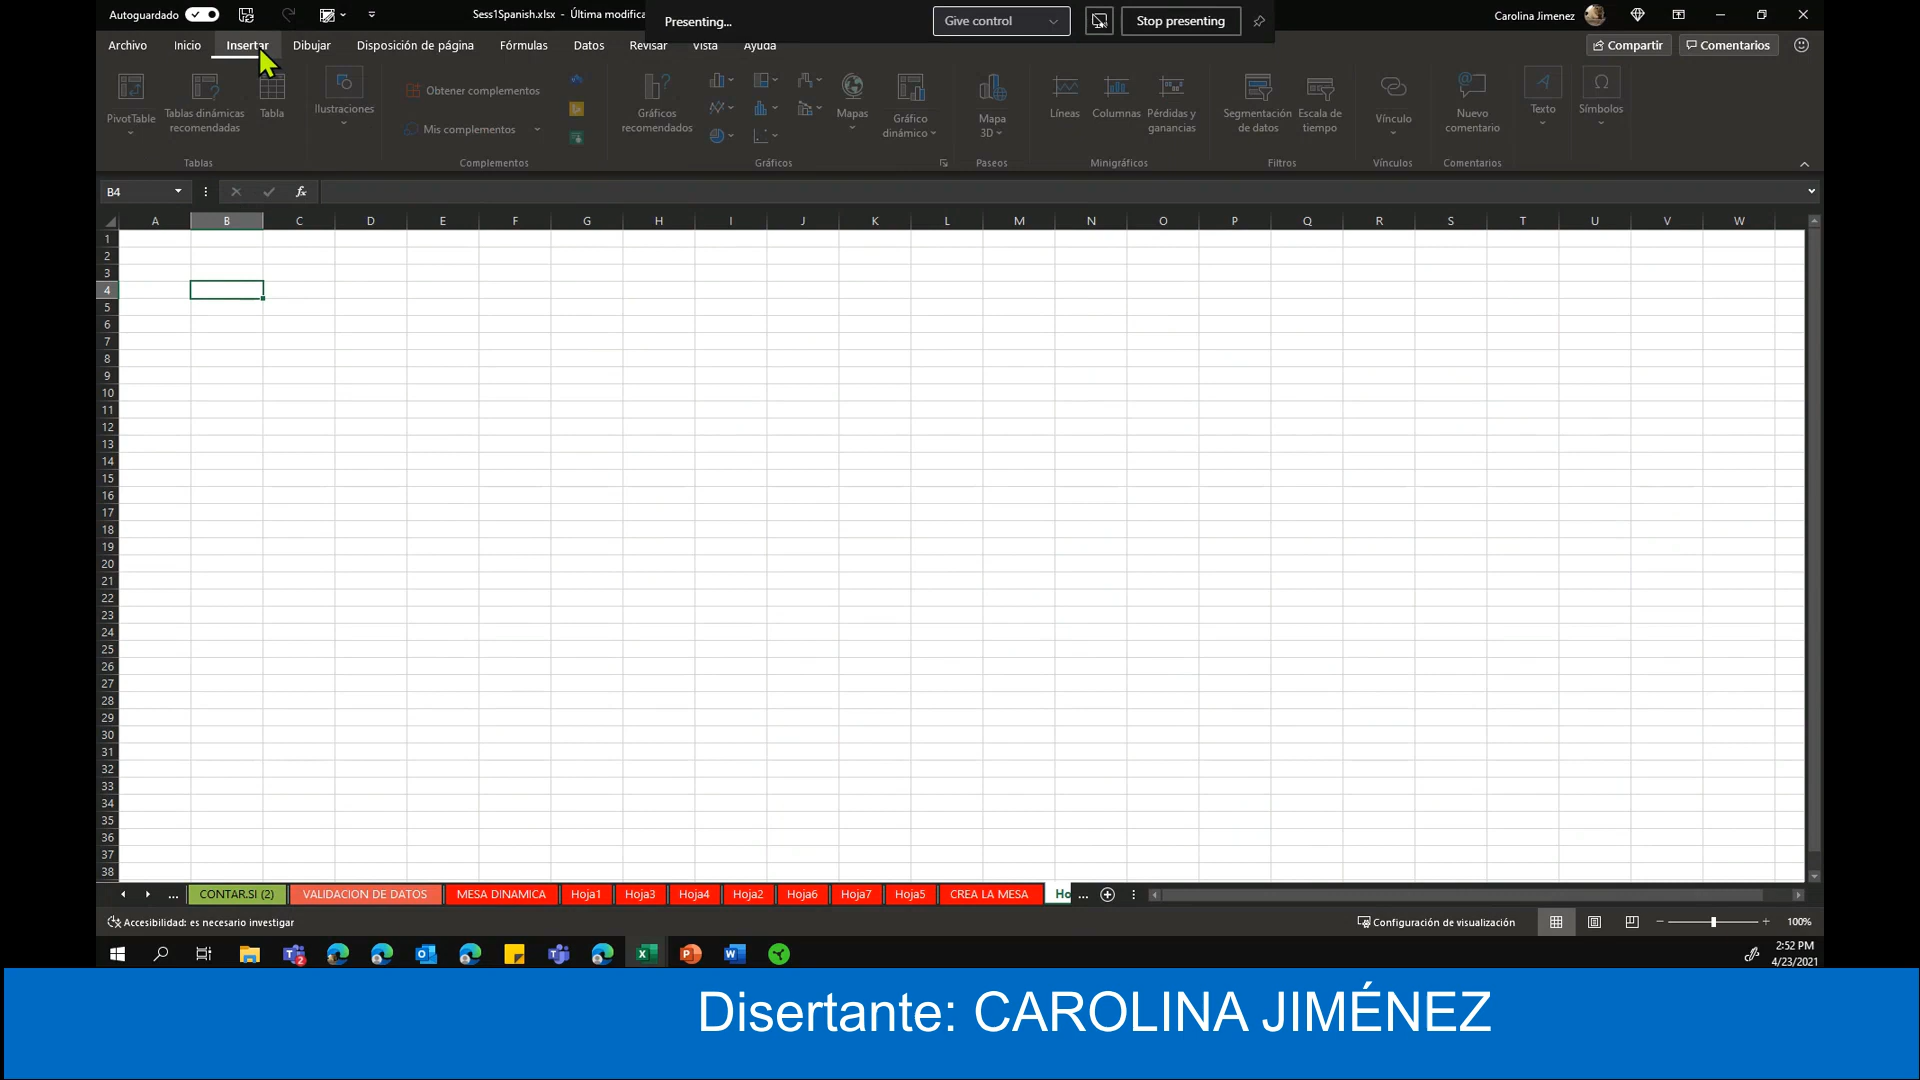 Autoguardado
Sess1Spanish.xlsx - Última modifica
Presenting...
Give control
Stop presenting
Carolina Jimenez
Archivo Inicio Insertar Dibujar Disposición de página Fórmulas Datos Revisar Vista Ayuda
Compartir Comentarios
PivotTable
Tablas dinámicas recomendadas
Tabla
Ilustraciones
Obtener complementos
Mis complementos
Gráficos recomendados
Mapas
Gráfico dinámico
Mapa 3D
Líneas
Columnas
Pérdidas y ganancias
Segmentación de datos
Escala de tiempo
Vínculo
Nuevo comentario
Texto
Símbolos
Tablas Complementos Gráficos Paseos Minigráficos Filtros Vínculos Comentarios
B4
fx
A B C D E F G H I J K L M N O P Q R S T U V W
1
2
3
4
5
6
7
8
9
10
11
12
13
14
15
16
17
18
19
20
21
22
23
24
25
26
27
28
29
30
31
32
33
34
35
36
37
38
... CONTAR.SI (2) VALIDACION DE DATOS MESA DINAMICA Hoja1 Hoja3 Hoja4 Hoja2 Hoja6 Hoja7 Hoja5 CREA LA MESA Ho ...
Accesibilidad: es necesario investigar
Configuración de visualización
100%
2:52 PM
4/23/2021
Disertante: CAROLINA JIMÉNEZ